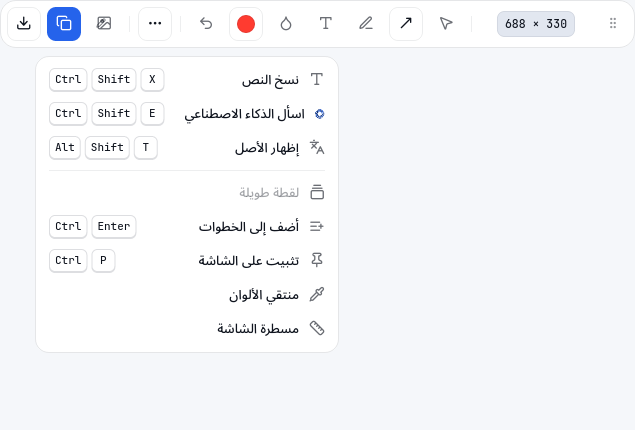 688 × 330
نسخ النص Ctrl Shift X
اسأل الذكاء الاصطناعي Ctrl Shift E
إظهار الأصل Alt Shift T
لقطة طويلة
أضف إلى الخطوات Ctrl Enter
تثبيت على الشاشة Ctrl P
منتقي الألوان
مسطرة الشاشة